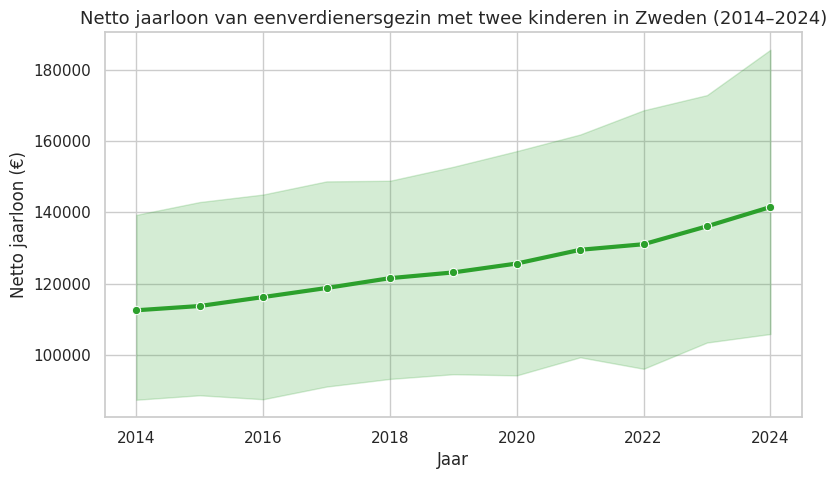 Netto jaarloon van eenverdienersgezin met twee kinderen in Zweden (2014–2024)
Netto jaarloon (€)
180000
160000
140000
120000
100000
2014 2016 2018 2020 2022 2024
Jaar